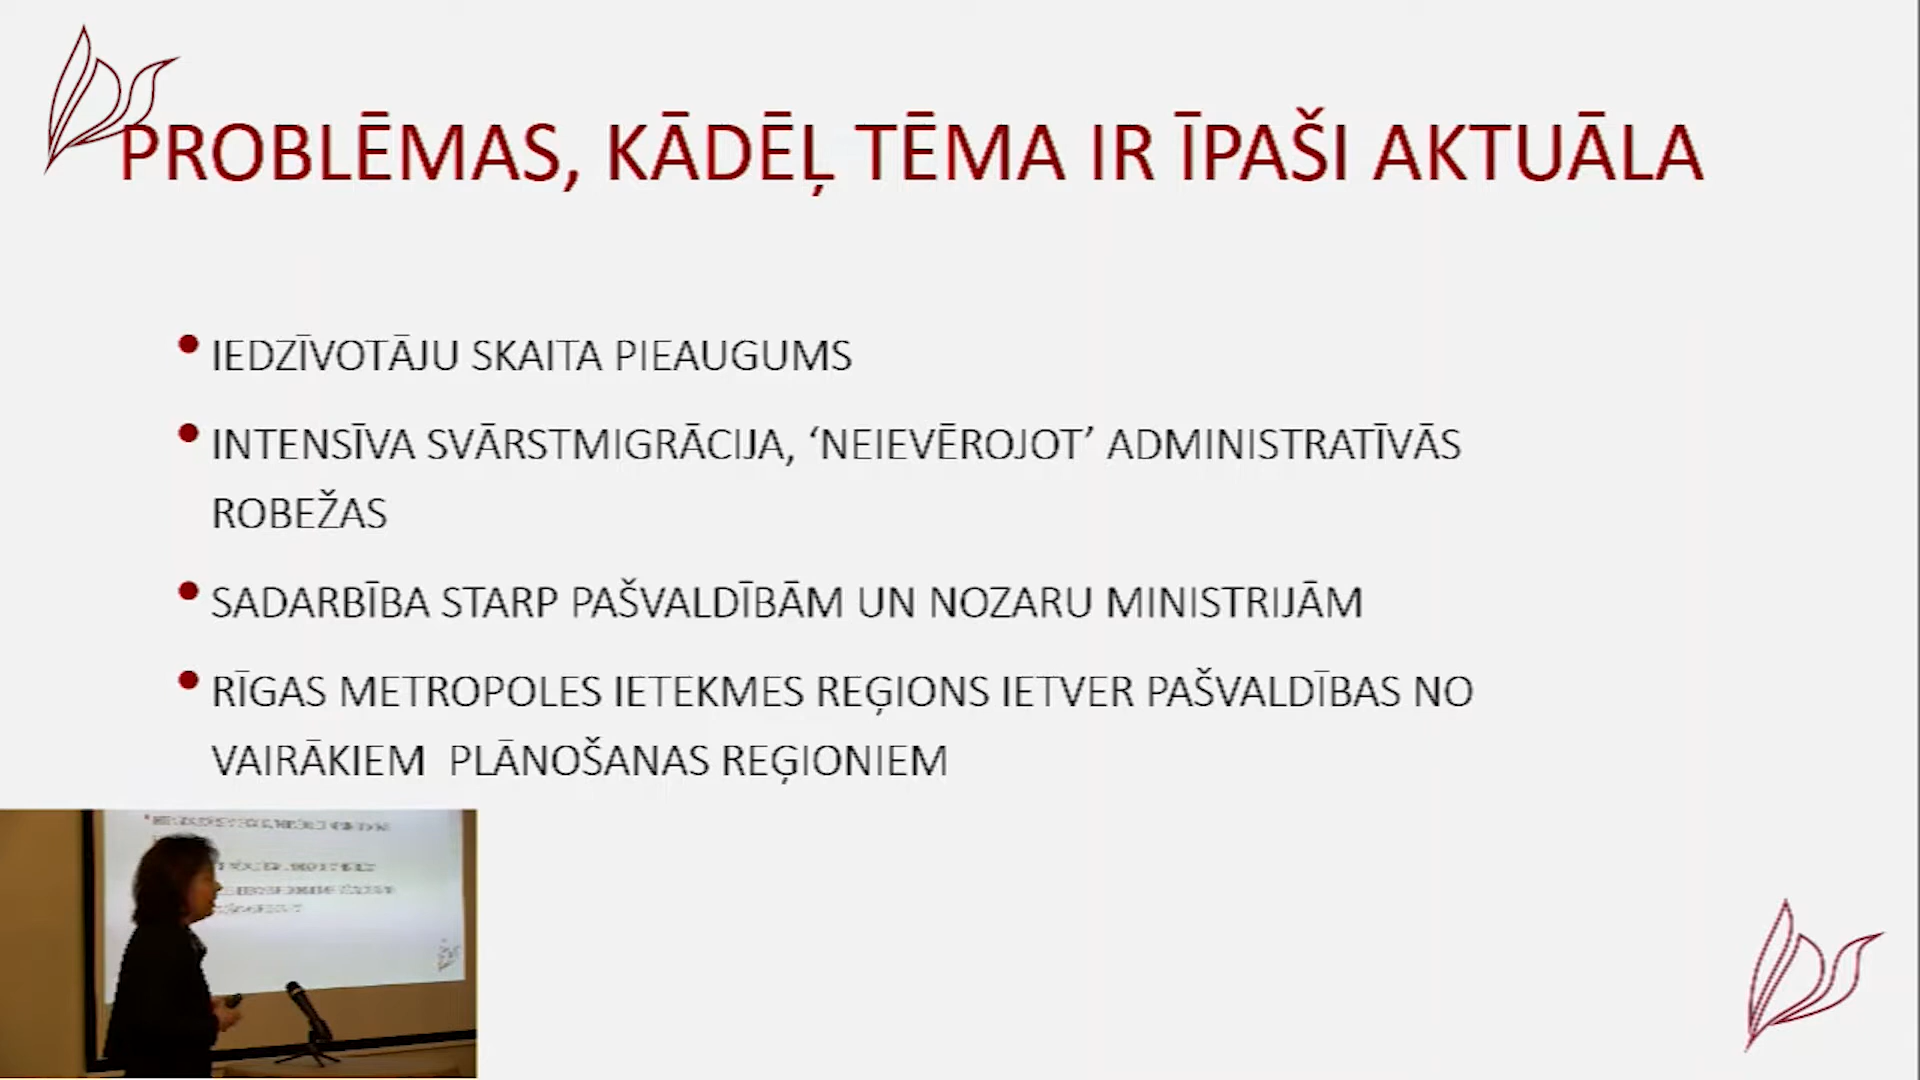 PROBLĒMAS, KĀDĒĻ TĒMA IR ĪPAŠI AKTUĀLA
• IEDZĪVOTĀJU SKAITA PIEAUGUMS
• INTENSĪVA SVĀRSTMIGRĀCIJA, ‘NEIEVĒROJOT’ ADMINISTRATĪVĀS
ROBEŽAS
• SADARBĪBA STARP PAŠVALDĪBĀM UN NOZARU MINISTRIJĀM
• RĪGAS METROPOLES IETEKMES REĢIONS IETVER PAŠVALDĪBAS NO
VAIRĀKIEM PLĀNOŠANAS REĢIONIEM